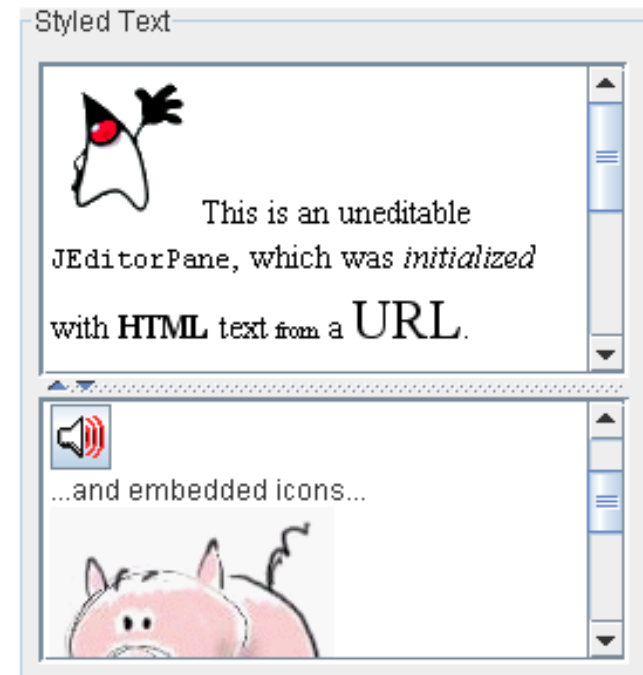 Styled Text
This is an uneditable
JEditorPane, which was initialized
with HTML text from a URL.
...and embedded icons...